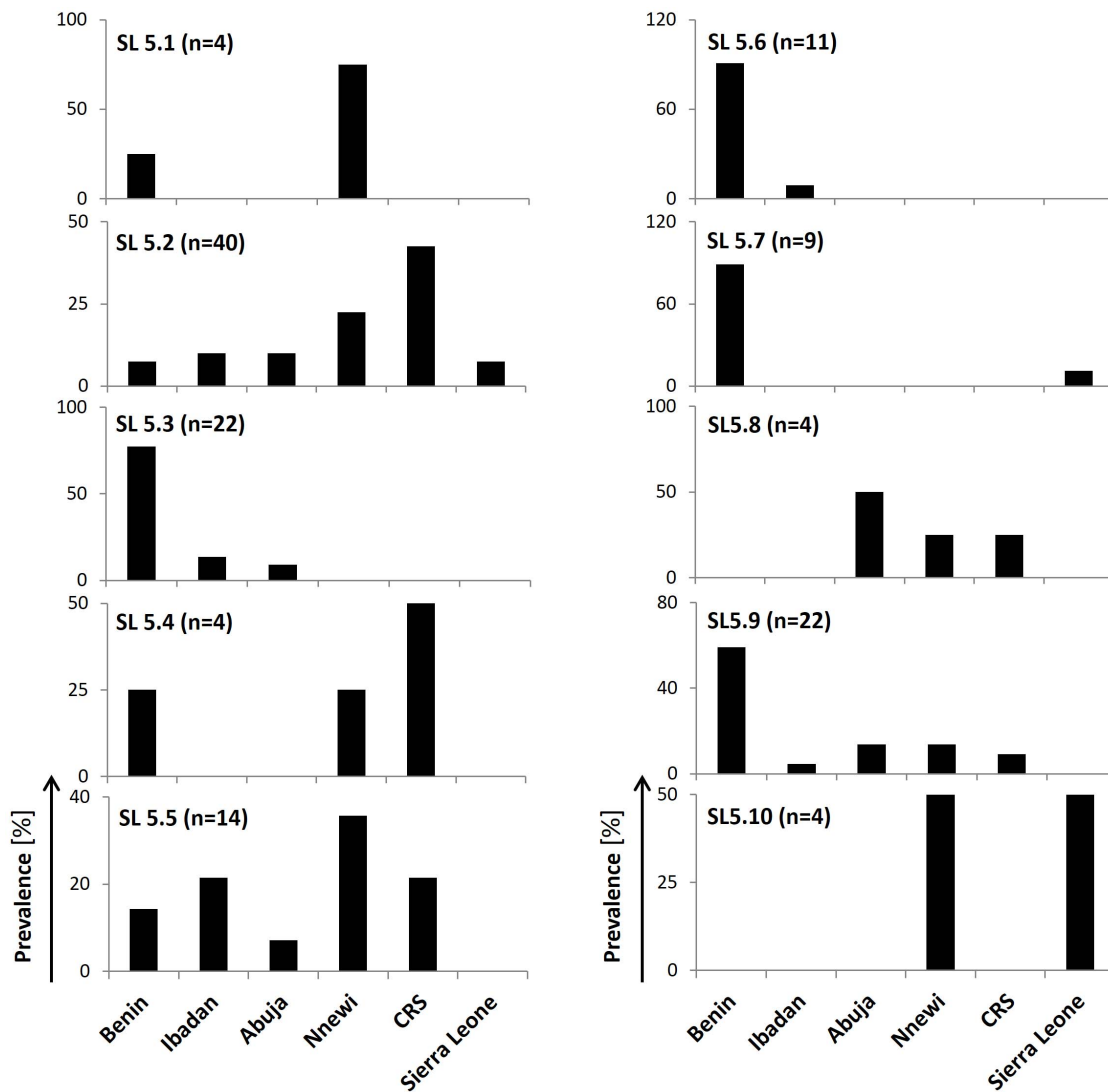 100
SL 5.1 (n=4)
50
0
50
SL 5.2 (n=40)
25
0
100
SL 5.3 (n=22)
50
0
50
SL 5.4 (n=4)
25
0
40
SL 5.5 (n=14)
20
0
Prevalence [%]
Benin
Ibadan
Abuja
Nnewi
CRS
Sierra Leone
120
SL 5.6 (n=11)
60
0
120
SL 5.7 (n=9)
60
0
100
SL5.8 (n=4)
50
0
80
SL5.9 (n=22)
40
0
50
SL5.10 (n=4)
25
0
Prevalence [%]
Benin
Ibadan
Abuja
Nnewi
CRS
Sierra Leone